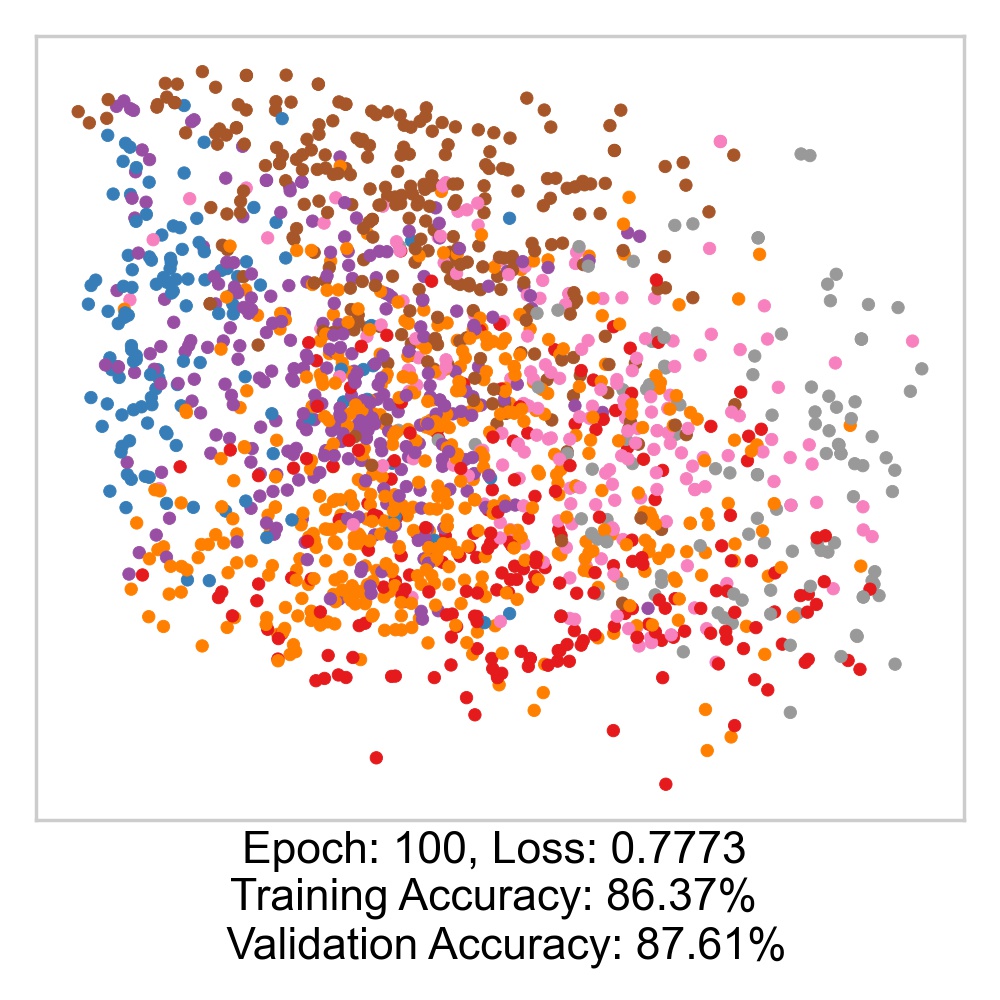 Epoch: 100, Loss: 0.7773
Training Accuracy: 86.37%
Validation Accuracy: 87.61%